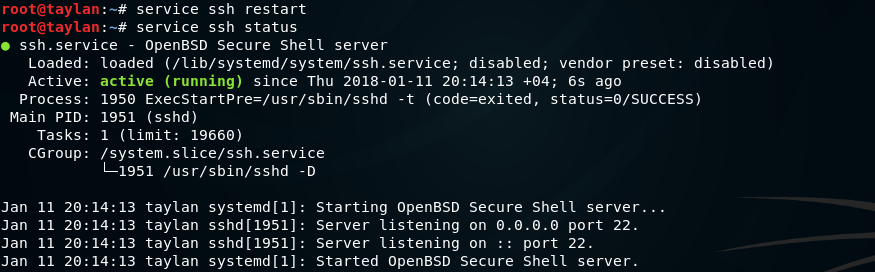 root@taylan:~# service ssh restart
root@taylan:~# service ssh status
● ssh.service - OpenBSD Secure Shell server
   Loaded: loaded (/lib/systemd/system/ssh.service; disabled; vendor preset: disabled)
   Active: active (running) since Thu 2018-01-11 20:14:13 +04; 6s ago
  Process: 1950 ExecStartPre=/usr/sbin/sshd -t (code=exited, status=0/SUCCESS)
 Main PID: 1951 (sshd)
    Tasks: 1 (limit: 19660)
   CGroup: /system.slice/ssh.service
           └─1951 /usr/sbin/sshd -D

Jan 11 20:14:13 taylan systemd[1]: Starting OpenBSD Secure Shell server...
Jan 11 20:14:13 taylan sshd[1951]: Server listening on 0.0.0.0 port 22.
Jan 11 20:14:13 taylan sshd[1951]: Server listening on :: port 22.
Jan 11 20:14:13 taylan systemd[1]: Started OpenBSD Secure Shell server.